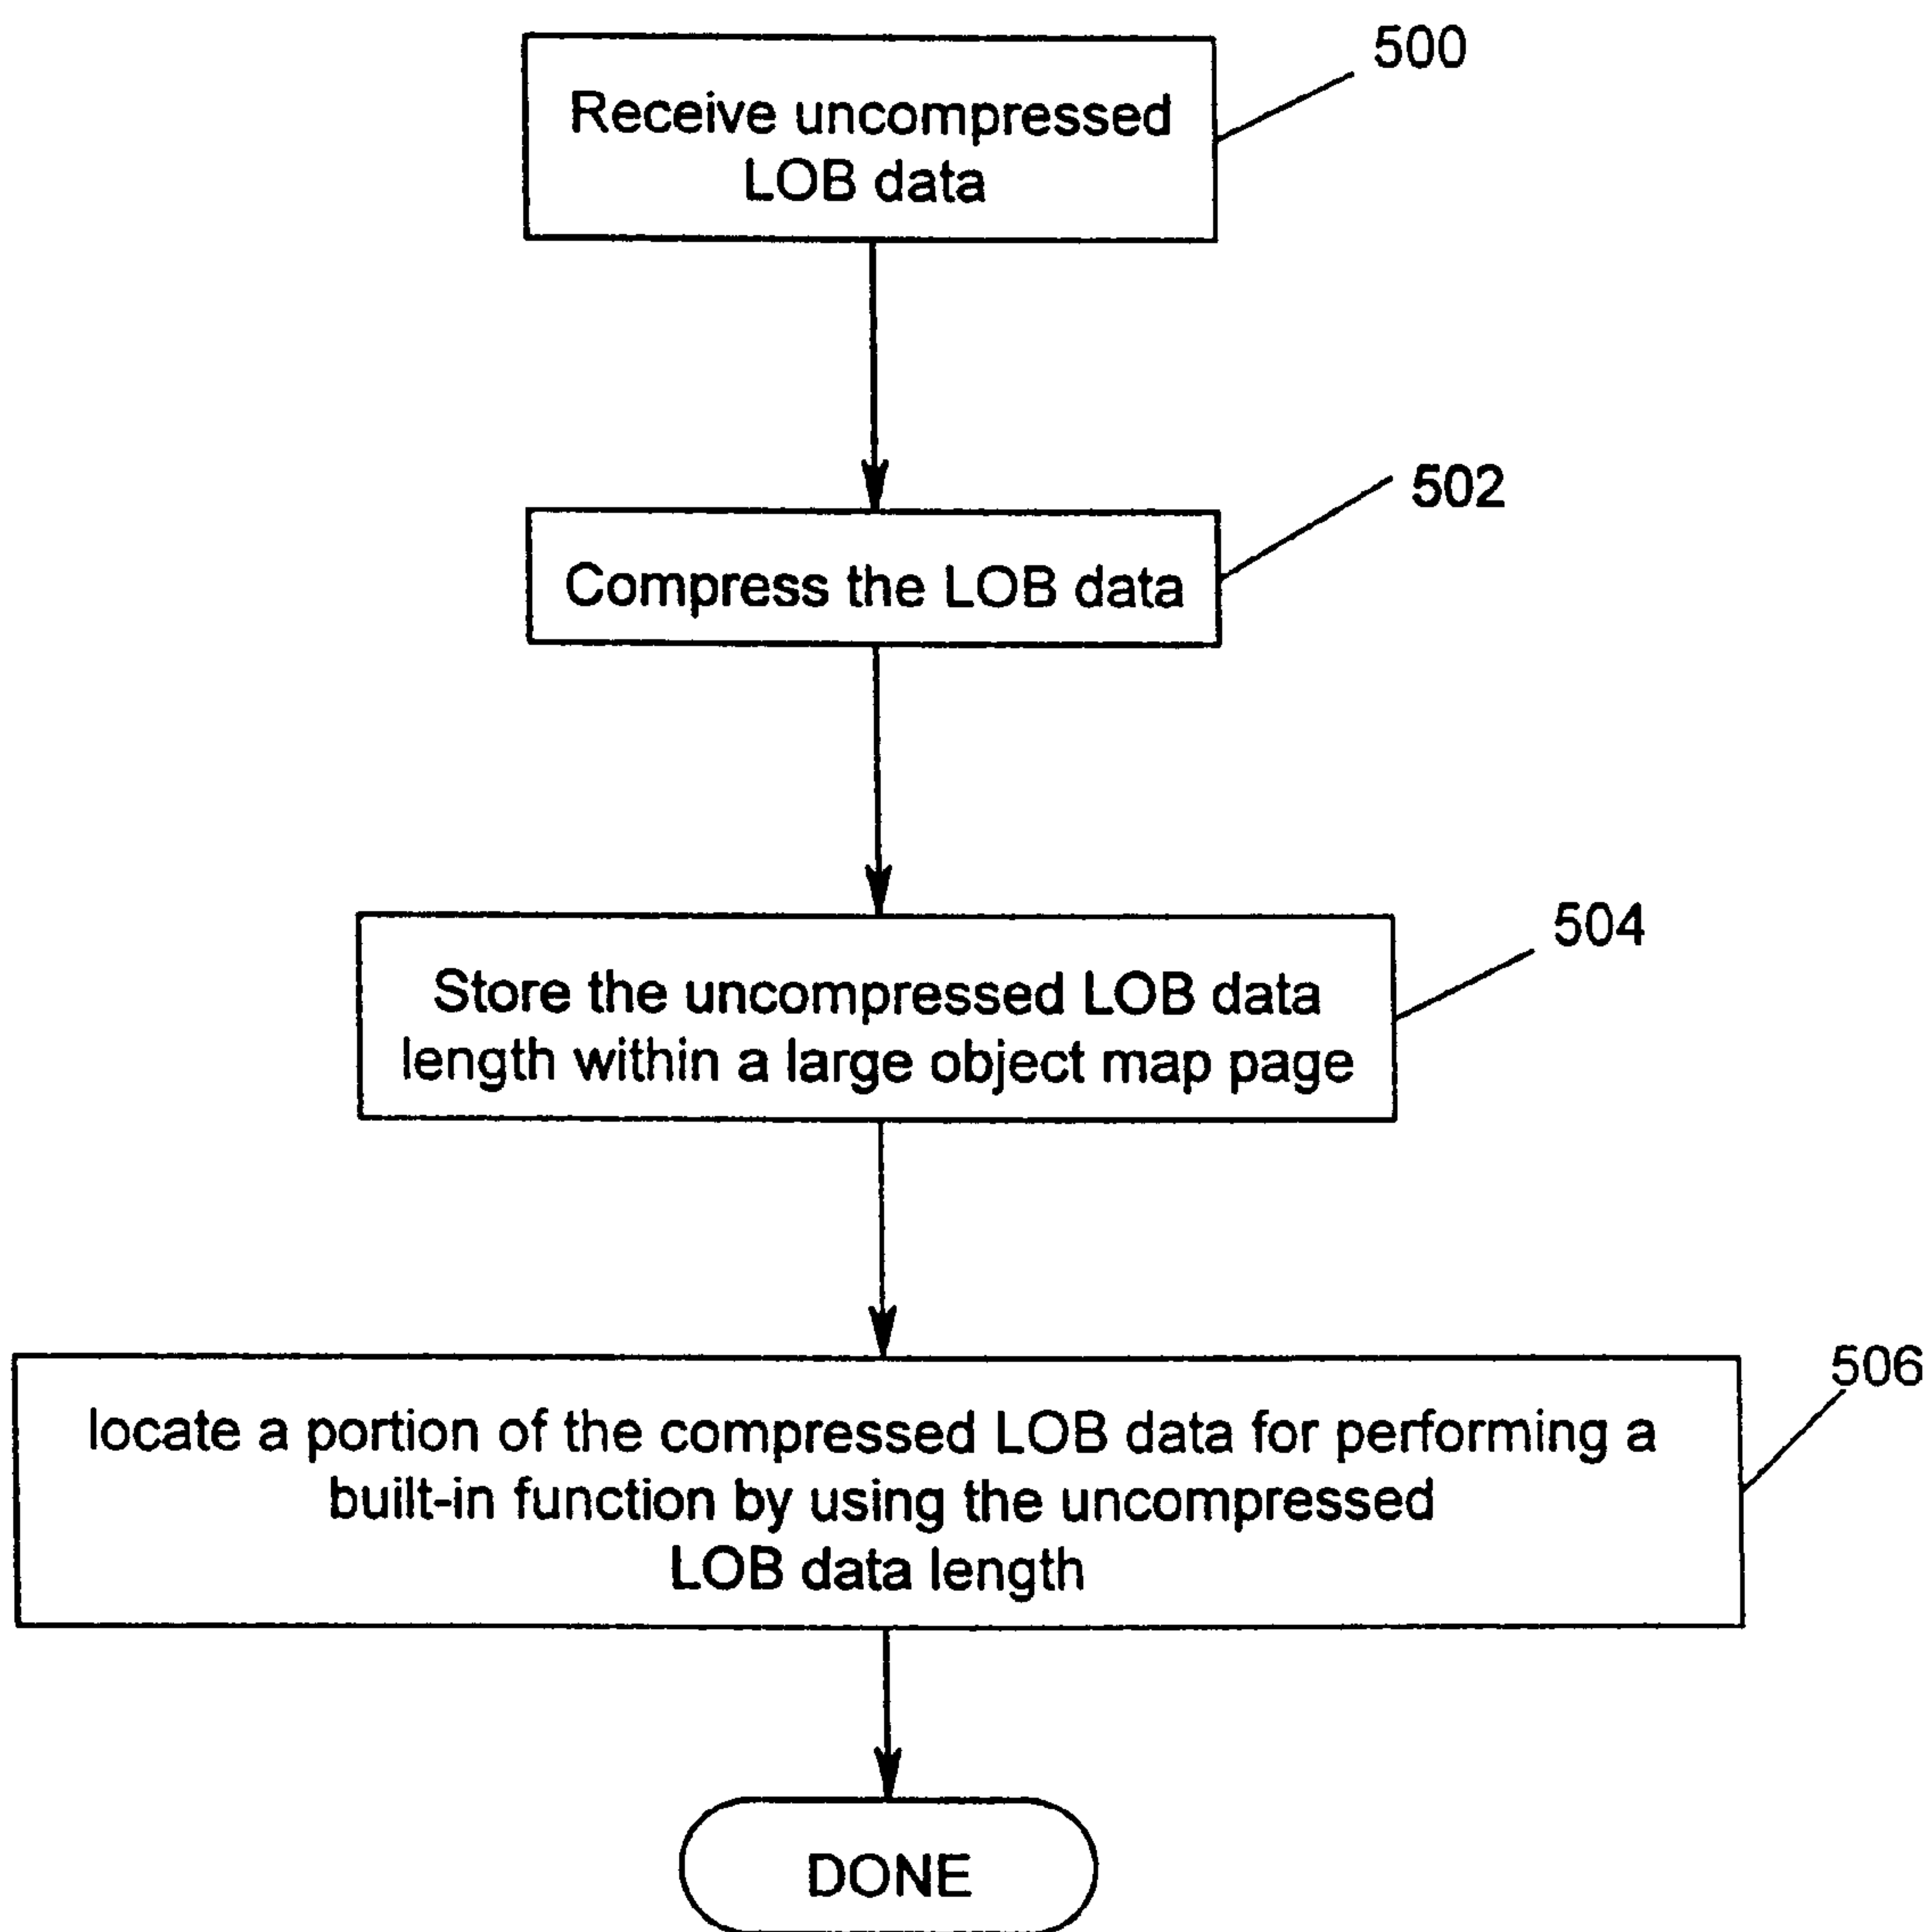 500
Receive uncompressed
LOB data
502
Compress the LOB data
504
Store the uncompressed LOB data
length within a large object map page
506
locate a portion of the compressed LOB data for performing a
built-in function by using the uncompressed
LOB data length
DONE